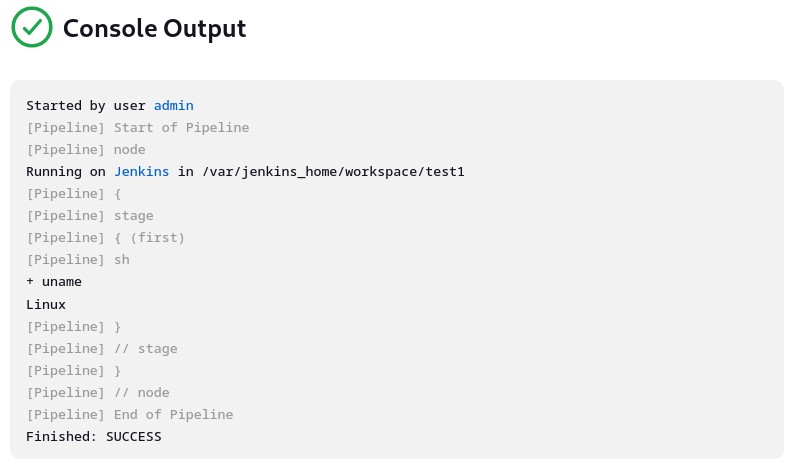 Console Output
Started by user admin
[Pipeline] Start of Pipeline
[Pipeline] node
Running on Jenkins in /var/jenkins_home/workspace/test1
[Pipeline] {
[Pipeline] stage
[Pipeline] { (first)
[Pipeline] sh
+ uname
Linux
[Pipeline] }
[Pipeline] // stage
[Pipeline] }
[Pipeline] // node
[Pipeline] End of Pipeline
Finished: SUCCESS